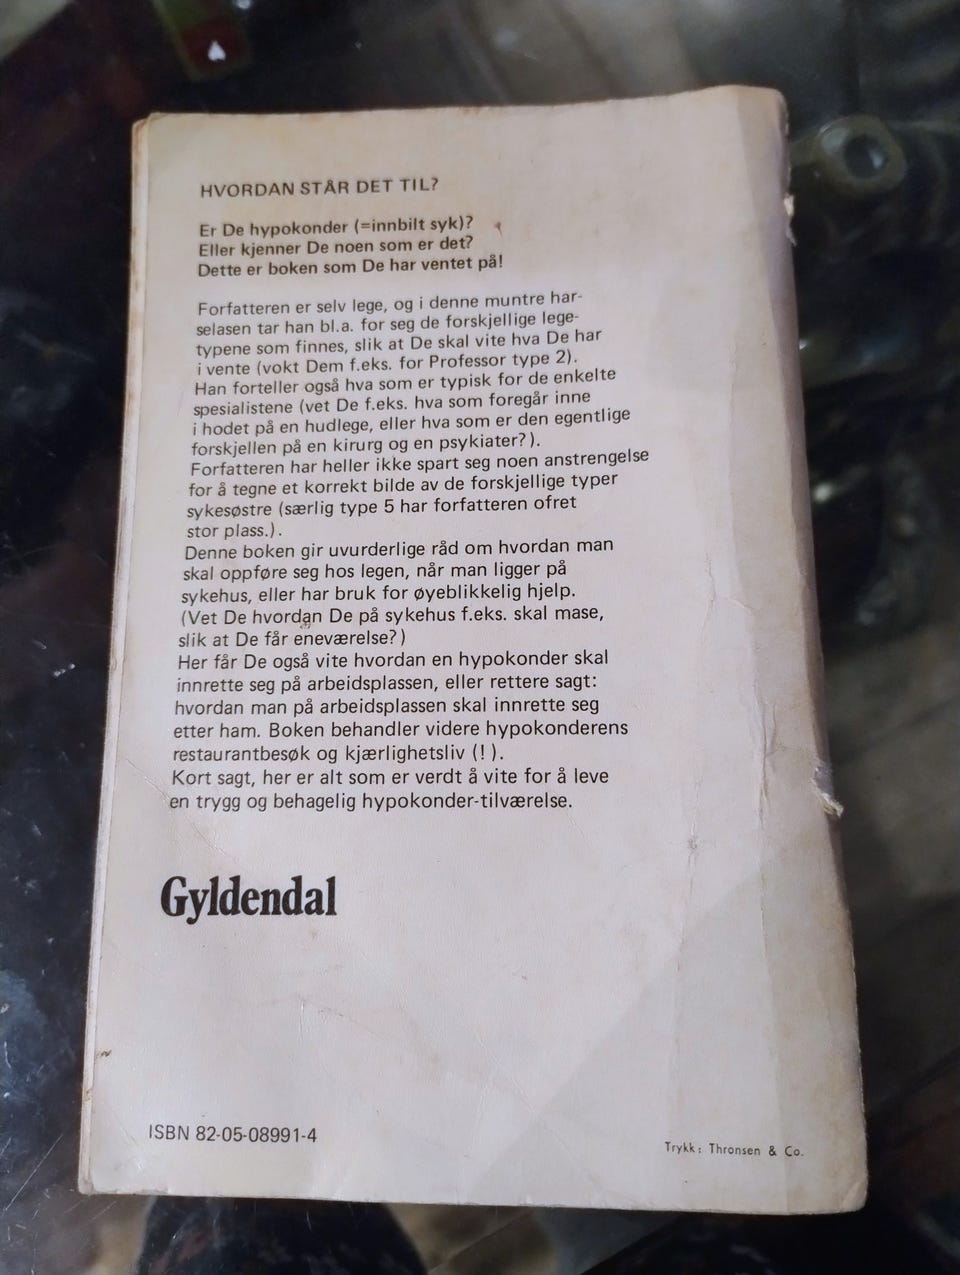 HVORDAN STÅR DET TIL?
Er De hypokonder (=innbilt syk)?
Eller kjenner De noen som er det?
Dette er boken som De har ventet på!
Forfatteren er selv lege, og i denne muntre har-
selasen tar han bl.a. for seg de forskjellige lege-
typene som finnes, slik at De skal vite hva De har
i vente (vokt Dem f.eks. for Professor type 2).
Han forteller også hva som er typisk for de enkelte
spesialistene (vet De f.eks. hva som foregår inne
i hodet på en hudlege, eller hva som er den egentlige
forskjellen på en kirurg og en psykiater?).
Forfatteren har heller ikke spart seg noen anstrengelse
for å tegne et korrekt bilde av de forskjellige typer
sykesøstre (særlig type 5 har forfatteren ofret
stor plass.).
Denne boken gir uvurderlige råd om hvordan man
skal oppføre seg hos legen, når man ligger på
sykehus, eller har bruk for øyeblikkelig hjelp.
(Vet De hvordan De på sykehus f.eks. skal mase,
slik at De får eneværelse?)
Her får De også vite hvordan en hypokonder skal
innrette seg på arbeidsplassen, eller rettere sagt:
hvordan man på arbeidsplassen skal innrette seg
etter ham. Boken behandler videre hypokonderens
restaurantbesøk og kjærlighetsliv (!).
Kort sagt, her er alt som er verdt å vite for å leve
en trygg og behagelig hypokonder-tilværelse.
Gyldendal
ISBN 82-05-08991-4
Trykk: Thronsen & Co.